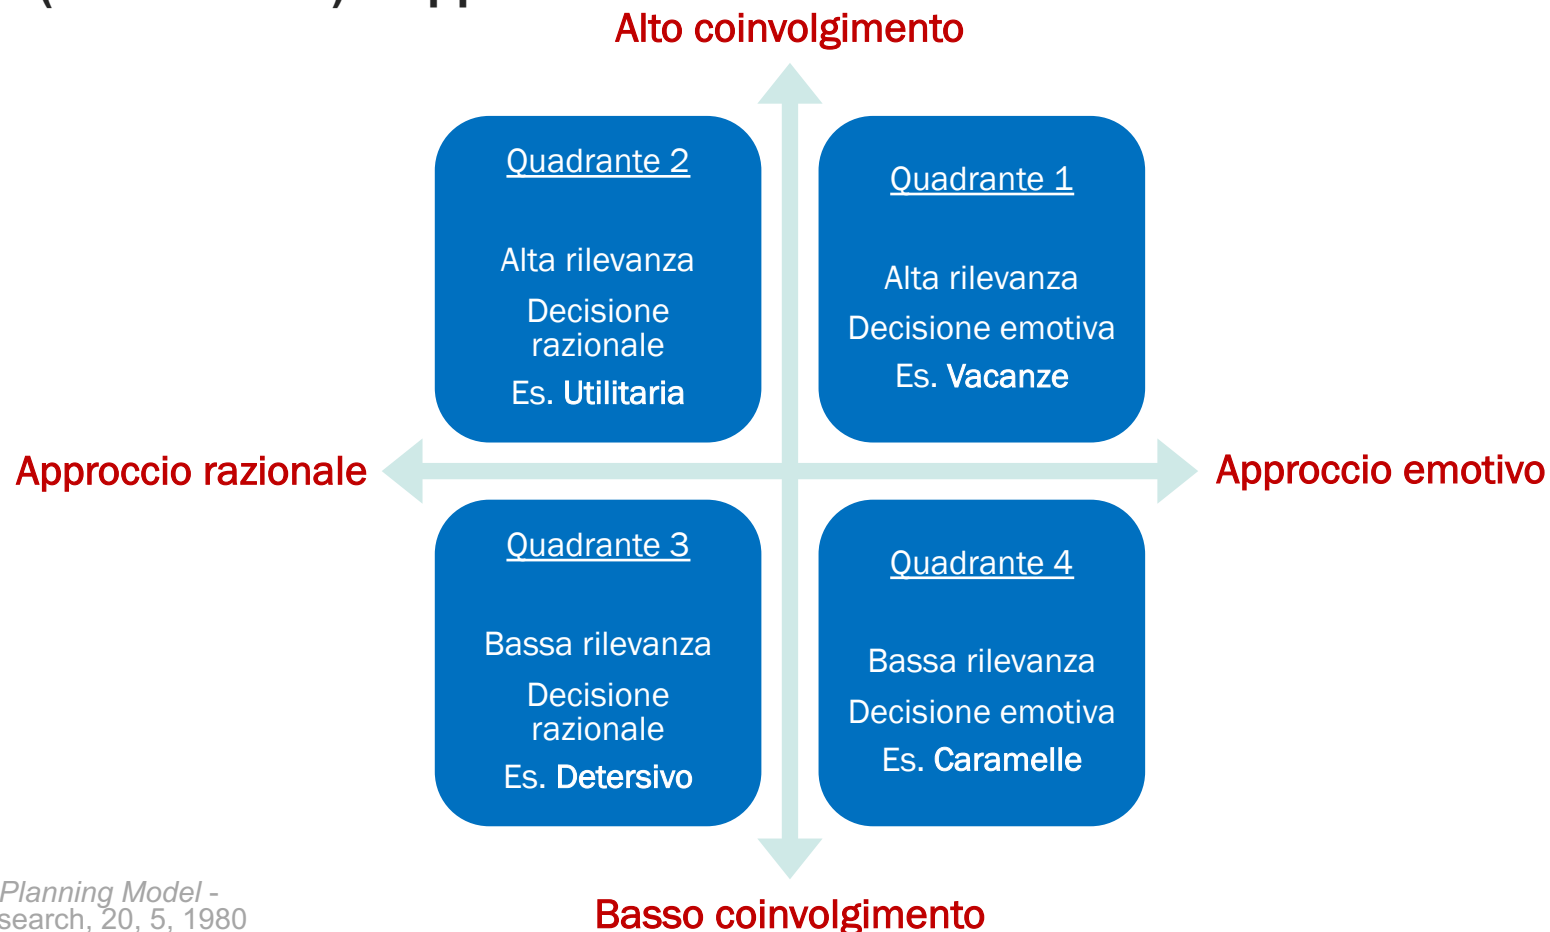 Alto coinvolgimento
Quadrante 2
Alta rilevanza
Decisione
razionale
Es. Utilitaria
Quadrante 1
Alta rilevanza
Decisione emotiva
Es. Vacanze
Approccio razionale
Approccio emotivo
Quadrante 3
Bassa rilevanza
Decisione
razionale
Es. Detersivo
Quadrante 4
Bassa rilevanza
Decisione emotiva
Es. Caramelle
Planning Model -
search, 20, 5, 1980
Basso coinvolgimento